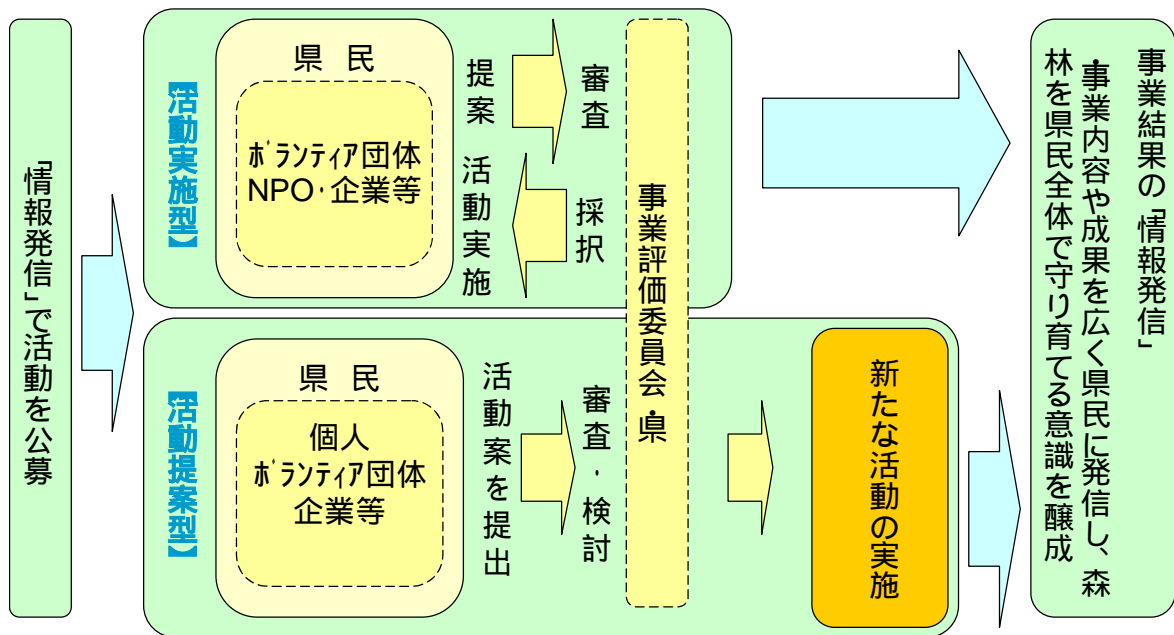 「情報発信」で活動を公募
【活動実施型】
県 民
ボランティア団体
NPO・企業等
提案
審査
活動実施
採択
【活動提案型】
県 民
個人
ボランティア団体
企業等
活動案を提出
審査・検討
事業評価委員会・県
新たな活動の実施
事業結果の「情報発信」
・事業内容や成果を広く県民に発信し、森
林を県民全体で守り育てる意識を醸成